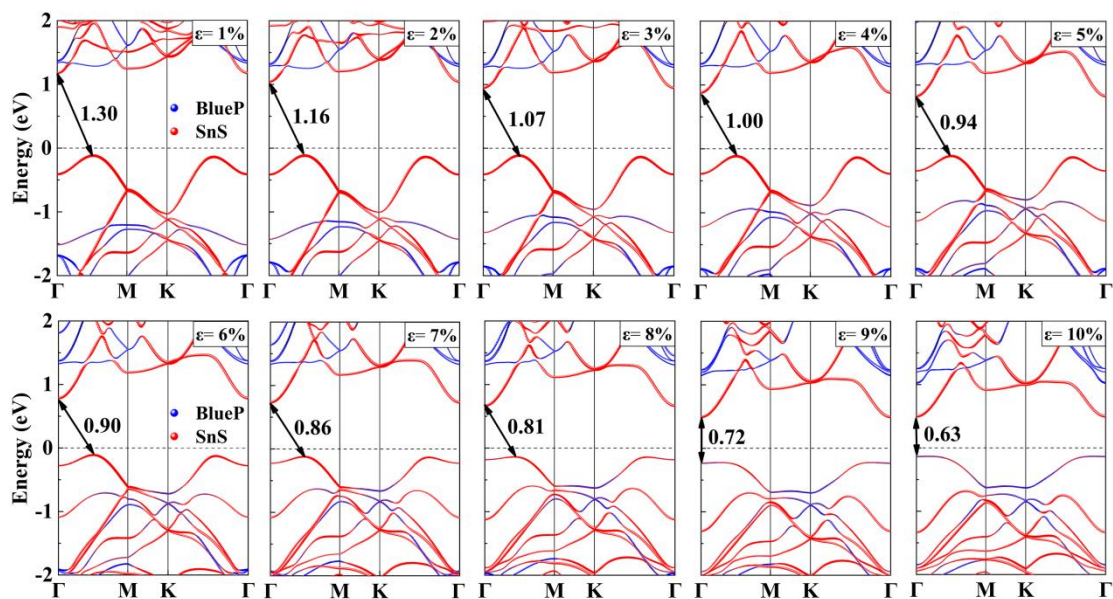 2
1
0
-1
-2
Energy (eV)
ε= 1%
1.30
BlueP
SnS
Γ M K Γ
ε= 2%
1.16
Γ M K Γ
ε= 3%
1.07
Γ M K Γ
ε= 4%
1.00
Γ M K Γ
ε= 5%
0.94
Γ M K Γ
2
1
0
-1
-2
Energy (eV)
ε= 6%
0.90
BlueP
SnS
Γ M K Γ
ε= 7%
0.86
Γ M K Γ
ε= 8%
0.81
Γ M K Γ
ε= 9%
0.72
Γ M K Γ
ε= 10%
0.63
Γ M K Γ